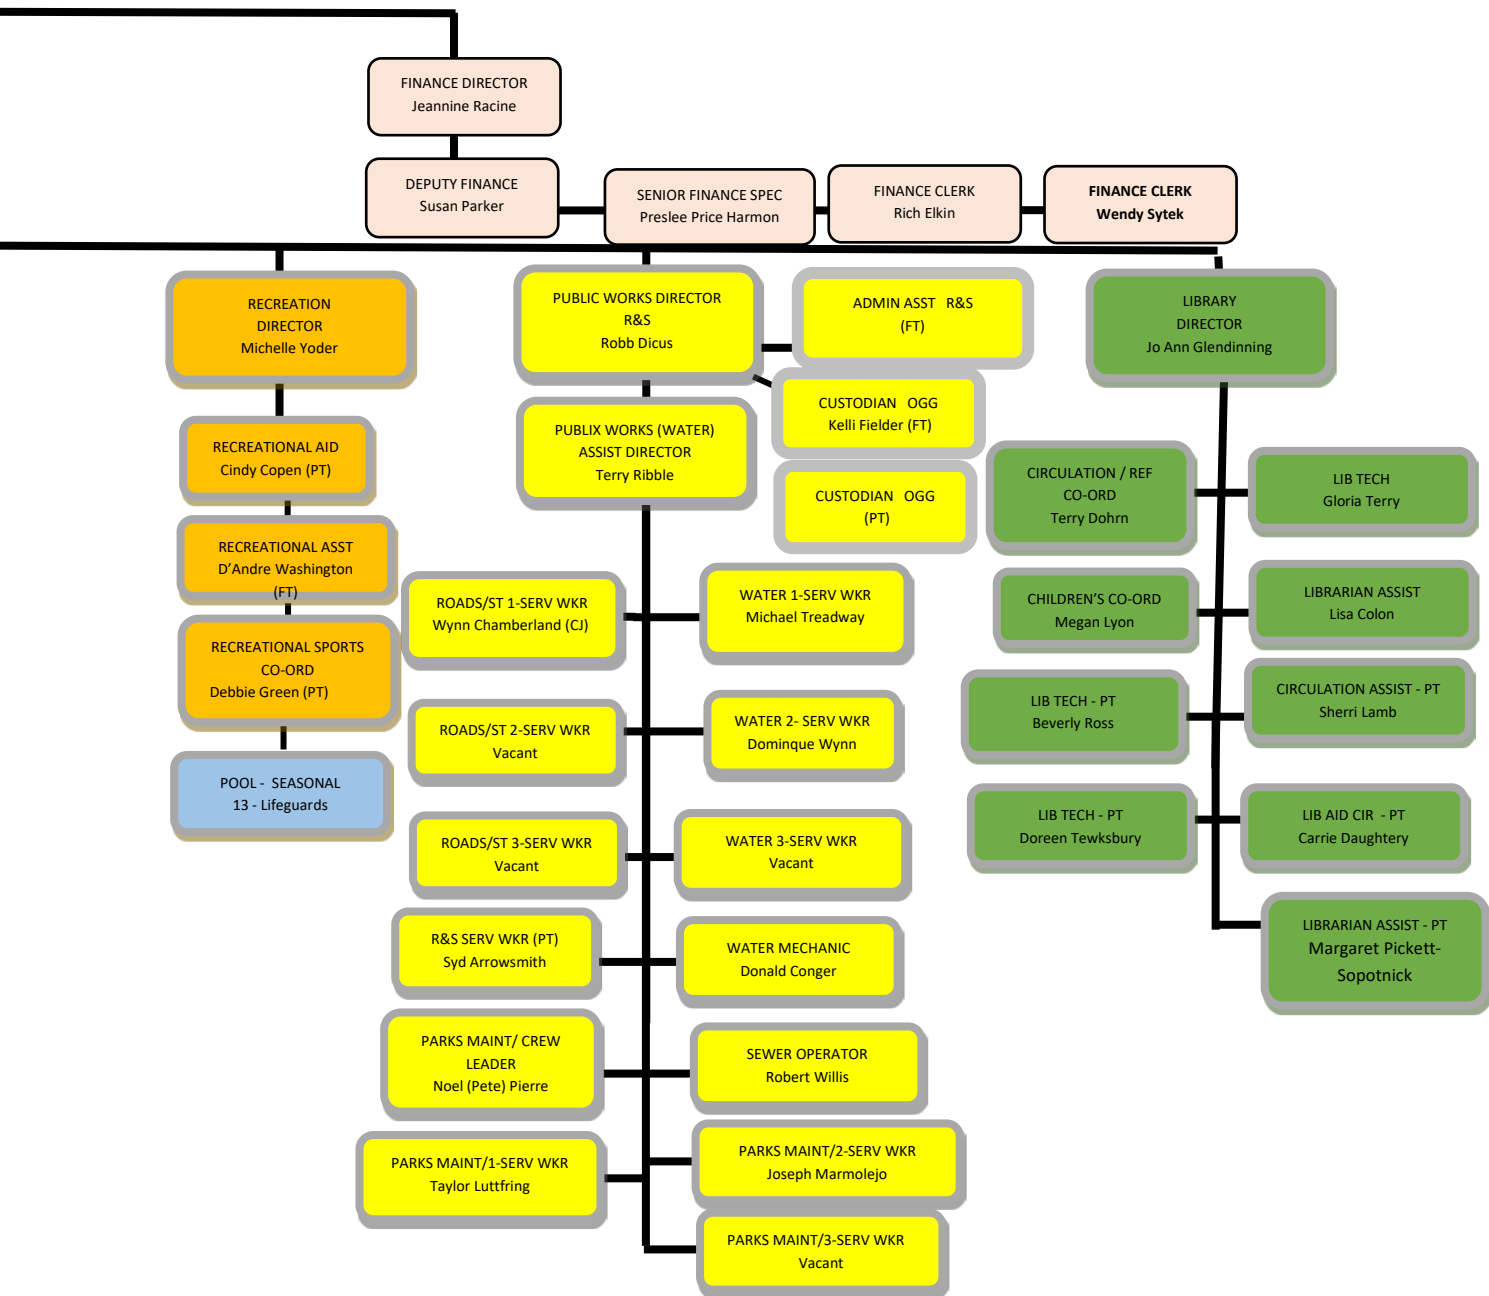 FINANCE DIRECTOR
Jeannine Racine
DEPUTY FINANCE
Susan Parker
SENIOR FINANCE SPEC
Preslee Price Harmon
FINANCE CLERK
Rich Elkin
FINANCE CLERK
Wendy Sytek
RECREATION
DIRECTOR
Michelle Yoder
RECREATIONAL AID
Cindy Copen (PT)
RECREATIONAL ASST
D’Andre Washington
(FT)
RECREATIONAL SPORTS
CO-ORD
Debbie Green (PT)
POOL - SEASONAL
13 - Lifeguards
PUBLIC WORKS DIRECTOR
R&S
Robb Dicus
ADMIN ASST R&S
(FT)
CUSTODIAN OGG
Kelli Fielder (FT)
CUSTODIAN OGG
(PT)
PUBLIX WORKS (WATER)
ASSIST DIRECTOR
Terry Ribble
ROADS/ST 1-SERV WKR
Wynn Chamberland (CJ)
WATER 1-SERV WKR
Michael Treadway
ROADS/ST 2-SERV WKR
Vacant
WATER 2- SERV WKR
Dominque Wynn
ROADS/ST 3-SERV WKR
Vacant
WATER 3-SERV WKR
Vacant
R&S SERV WKR (PT)
Syd Arrowsmith
WATER MECHANIC
Donald Conger
PARKS MAINT/ CREW
LEADER
Noel (Pete) Pierre
SEWER OPERATOR
Robert Willis
PARKS MAINT/1-SERV WKR
Taylor Luttfring
PARKS MAINT/2-SERV WKR
Joseph Marmolejo
PARKS MAINT/3-SERV WKR
Vacant
LIBRARY
DIRECTOR
Jo Ann Glendinning
CIRCULATION / REF
CO-ORD
Terry Dohrn
LIB TECH
Gloria Terry
CHILDREN’S CO-ORD
Megan Lyon
LIBRARIAN ASSIST
Lisa Colon
LIB TECH - PT
Beverly Ross
CIRCULATION ASSIST - PT
Sherri Lamb
LIB TECH - PT
Doreen Tewksbury
LIB AID CIR - PT
Carrie Daughtery
LIBRARIAN ASSIST - PT
Margaret Pickett-
Sopotnick